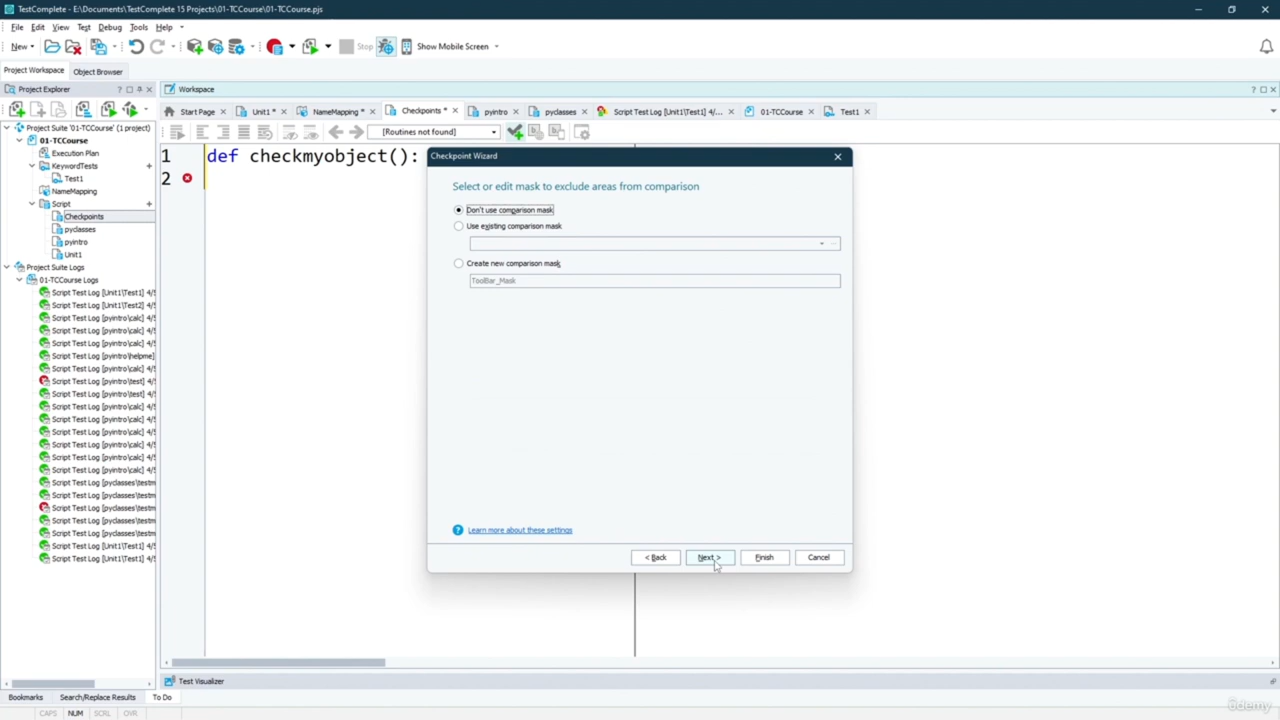 TestComplete - E:\Documents\TestComplete 15 Projects\01-TCCourse\01-TCCourse.pjs
File Edit View Test Debug Tools Help
New Stop Show Mobile Screen
Project Workspace Object Browser
Project Explorer
Workspace
Start Page Unit1 * NameMapping * Checkpoints * pyintro pyclasses Script Test Log [Unit1\Test1] 4/... 01-TCCourse Test1
[Routines not found]
Project Suite '01-TCCourse' (1 project)
01-TCCourse
Execution Plan
KeywordTests
Test1
NameMapping
Script
Checkpoints
pyclasses
pyintro
Unit1
Project Suite Logs
01-TCCourse Logs
Script Test Log [Unit1\Test1] 4/5
Script Test Log [Unit1\Test2] 4/5
Script Test Log [pyintro\calc] 4/5
Script Test Log [pyintro\calc] 4/5
Script Test Log [pyintro\calc] 4/5
Script Test Log [pyintro\helpme]
Script Test Log [pyintro\calc] 4/5
Script Test Log [pyintro\test] 4/5
Script Test Log [pyintro\test] 4/5
Script Test Log [pyintro\calc] 4/5
Script Test Log [pyintro\calc] 4/5
Script Test Log [pyintro\calc] 4/5
Script Test Log [pyintro\calc] 4/5
Script Test Log [pyintro\calc] 4/5
Script Test Log [pyintro\calc] 4/5
Script Test Log [pyclasses\testm
Script Test Log [pyclasses\testme
Script Test Log [pyclasses\testme
Script Test Log [pyclasses\testme
Script Test Log [pyclasses\testme
Script Test Log [Unit1\Test1] 4/5
Script Test Log [Unit1\Test1] 4/5
1 def checkmyobject():
2
Checkpoint Wizard
Select or edit mask to exclude areas from comparison
Don't use comparison mask
Use existing comparison mask
Create new comparison mask
ToolBar_Mask
Learn more about these settings
< Back Next > Finish Cancel
Test Visualizer
Bookmarks Search/Replace Results To Do
CAPS NUM SCRL OVR
ûdemy